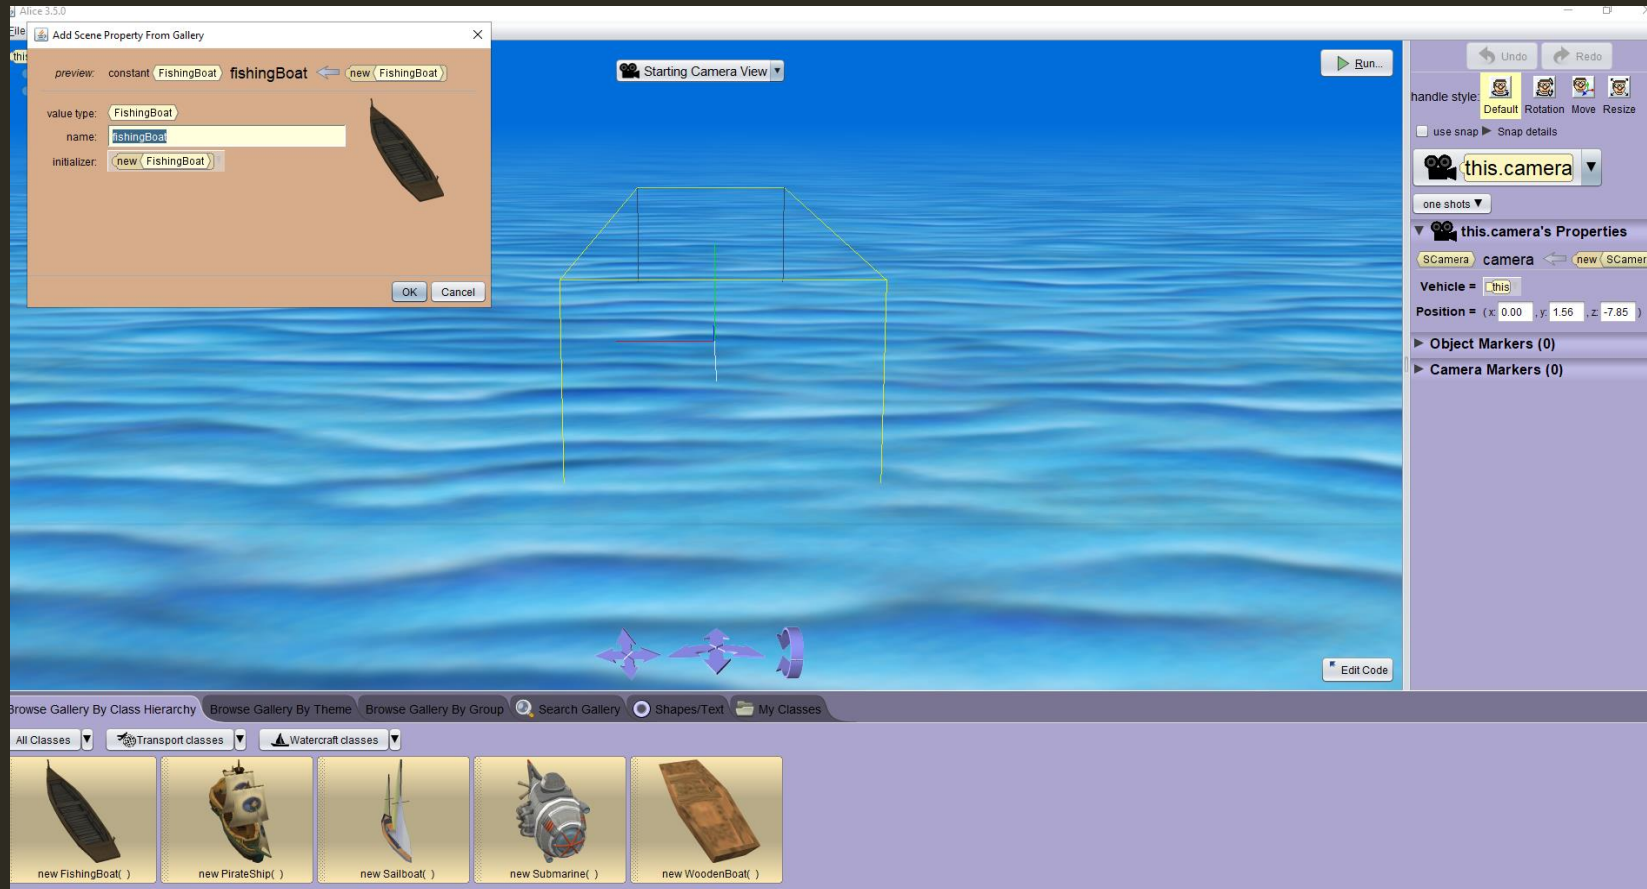 Alice 3.5.0
File
Add Scene Property From Gallery
preview: constant FishingBoat fishingBoat new FishingBoat
value type: FishingBoat
name: fishingBoat
initializer: new FishingBoat
OK Cancel
this
Starting Camera View
Run...
Undo Redo
handle style: Default Rotation Move Resize
use snap Snap details
this.camera
one shots
this.camera's Properties
SCamera camera new SCamer
Vehicle = this
Position = ( x: 0.00 , y: 1.56 , z: -7.85 )
Object Markers (0)
Camera Markers (0)
Edit Code
Browse Gallery By Class Hierarchy Browse Gallery By Theme Browse Gallery By Group Search Gallery Shapes/Text My Classes
All Classes Transport classes Watercraft classes
new FishingBoat( ) new PirateShip( ) new Sailboat( ) new Submarine( ) new WoodenBoat( )